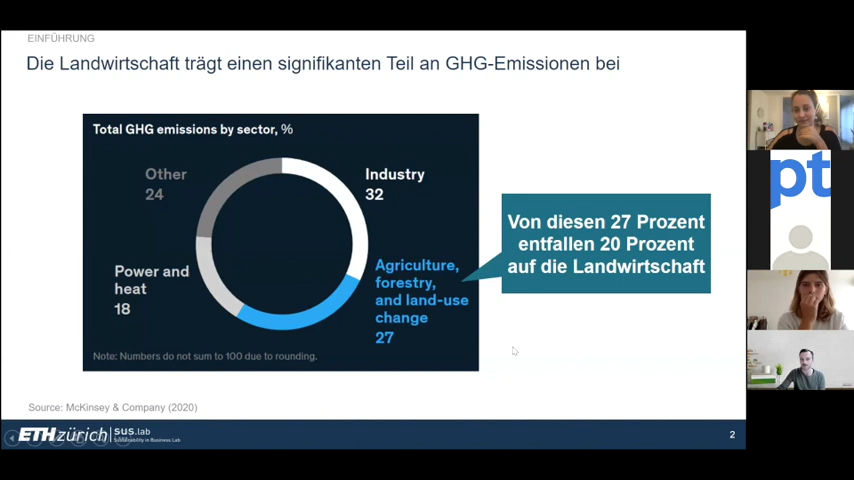 EINFÜHRUNG
Die Landwirtschaft trägt einen signifikanten Teil an GHG-Emissionen bei
Total GHG emissions by sector, %
Other
24
Industry
32
Power and
heat
18
Agriculture,
forestry,
and land-use
change
27
Note: Numbers do not sum to 100 due to rounding.
Von diesen 27 Prozent
entfallen 20 Prozent
auf die Landwirtschaft
Source: McKinsey & Company (2020)
ETH zürich
sus.lab
Sustainability in Business Lab
2
pt